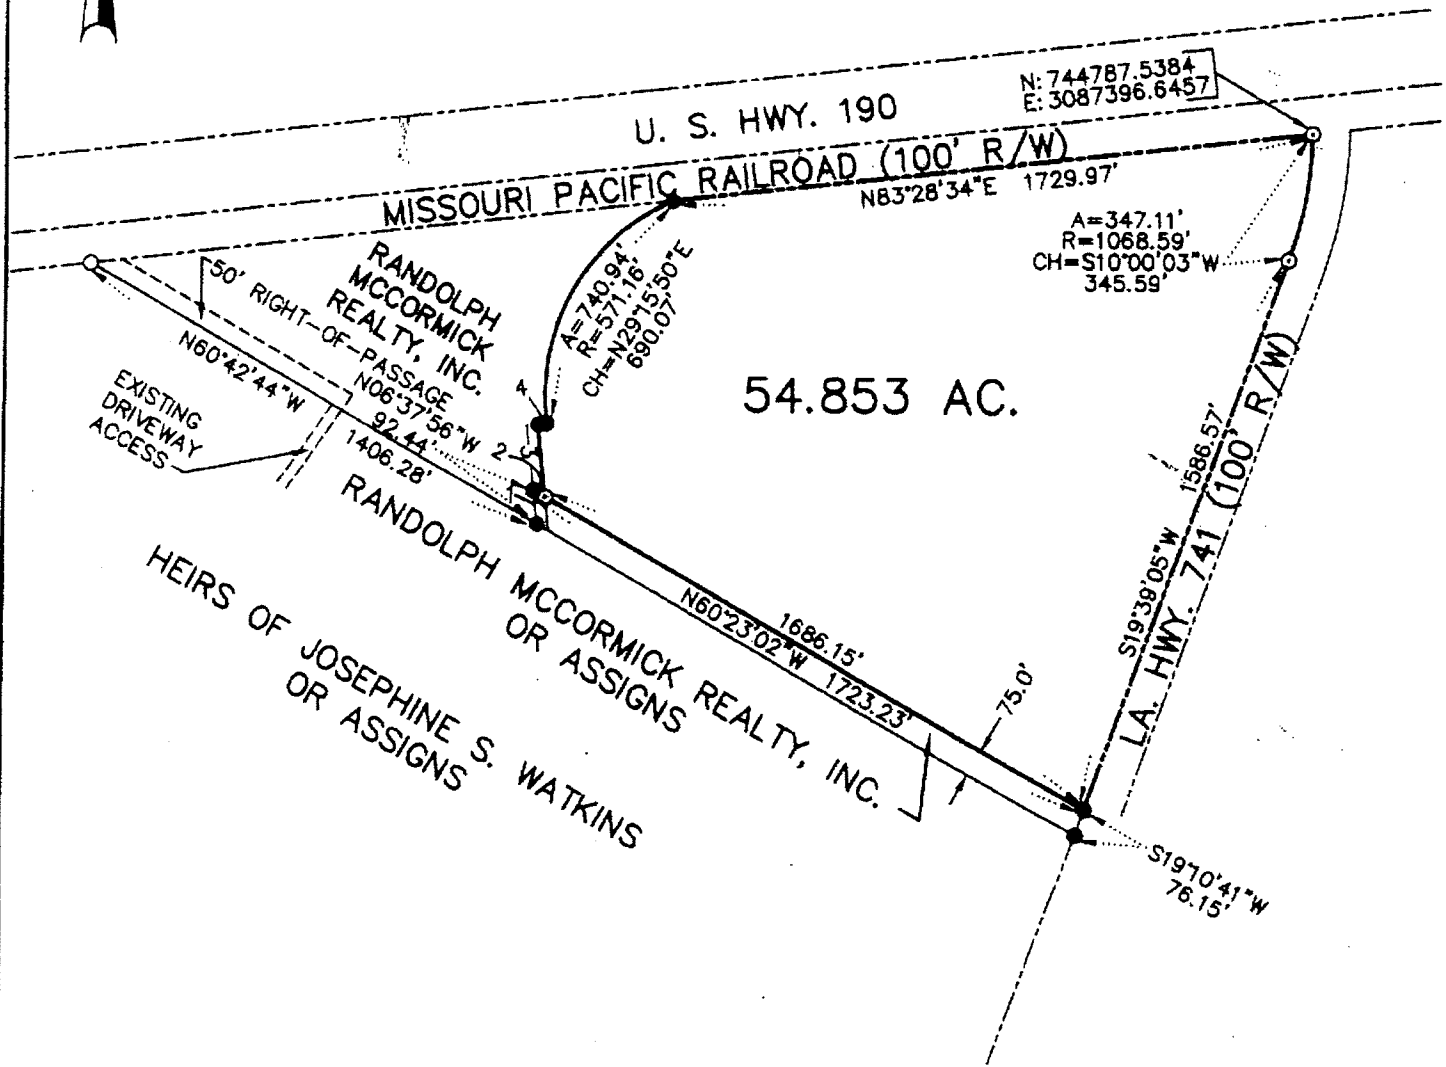 N: 744787.5384
E: 3087396.6457
U. S. HWY. 190
MISSOURI PACIFIC RAILROAD (100' R/W)
N83°28'34"E 1729.97'
A=347.11'
R=1068.59'
CH=S10°00'03"W
345.59'
RANDOLPH
MCCORMICK
REALTY, INC.
A=740.94'
R=571.16'
CH=N29°15'50"E
690.07'
50' RIGHT-OF-PASSAGE
N60°42'44"W
N06°37'56"W
92.44'
1406.28'
EXISTING
DRIVEWAY
ACCESS
54.853 AC.
4
2
1586.57'
S19°39'05"W
LA. HWY. 741 (100' R/W)
RANDOLPH MCCORMICK REALTY, INC.
OR ASSIGNS
1686.15'
N60°23'02"W 1723.23'
75.0'
HEIRS OF JOSEPHINE S. WATKINS
OR ASSIGNS
S19°10'41"W
76.15'